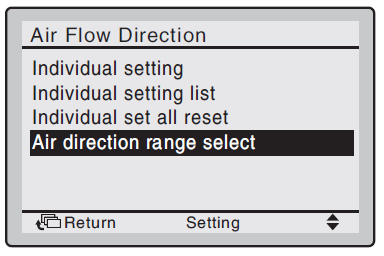 Air Flow Direction
Individual setting
Individual setting list
Individual set all reset
Air direction range select
Return Setting